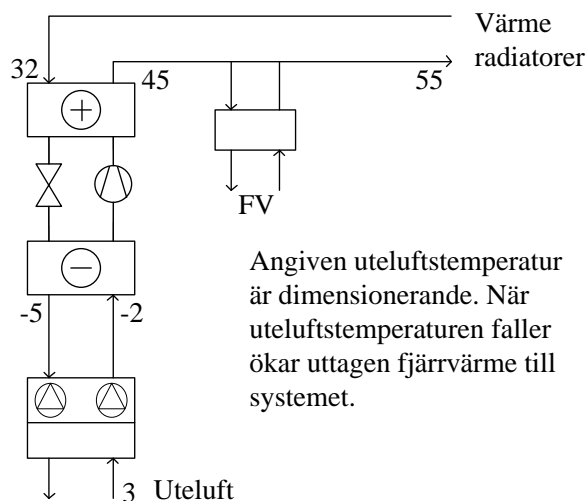 Värme
radiatorer
32
45
55
FV
-5
-2
Angiven uteluftstemperatur
är dimensionerande. När
uteluftstemperaturen faller
ökar uttagen fjärrvärme till
systemet.
3 Uteluft